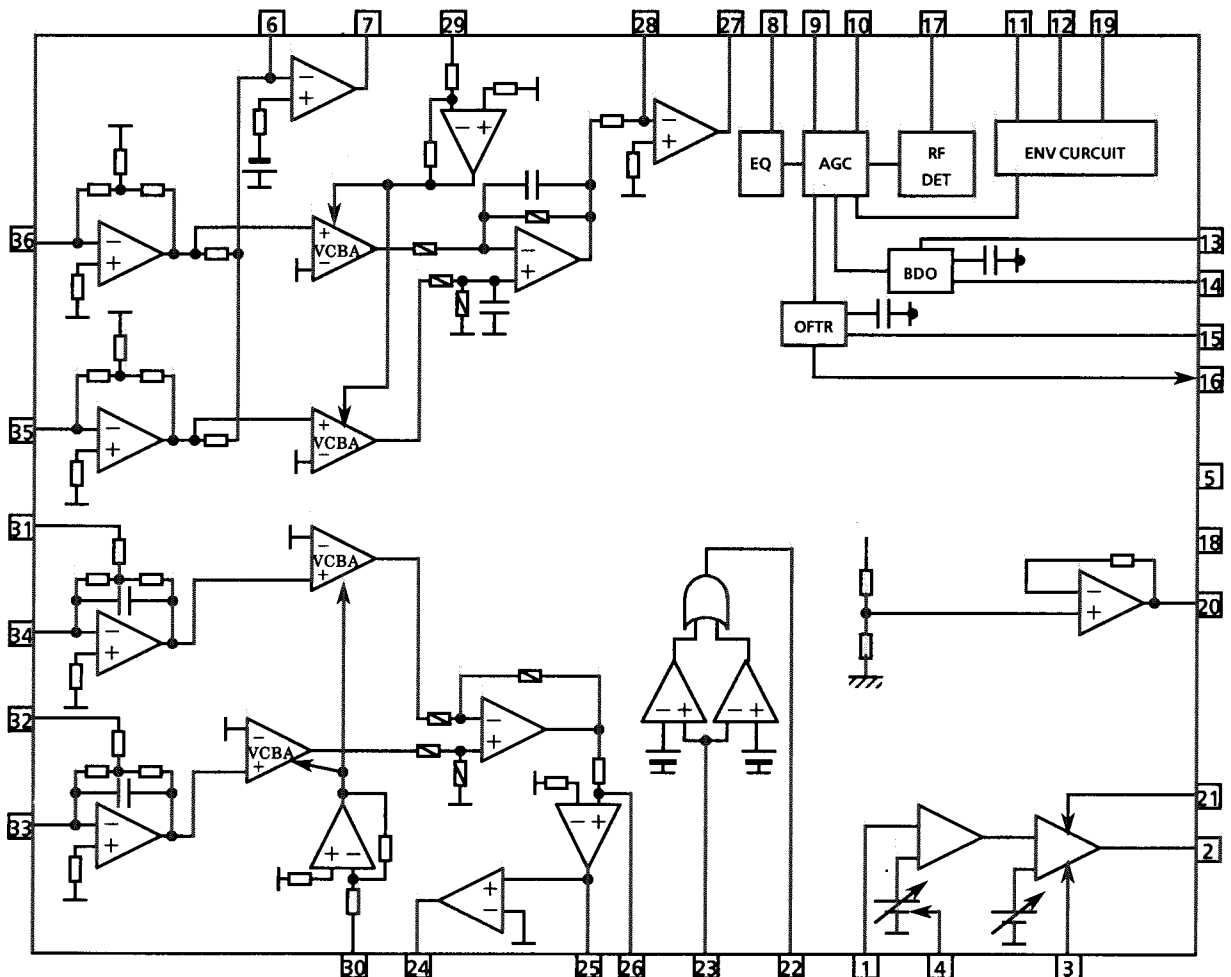 6 7 29 28 27 8 9 10 17 11 12 19
− +
− +
EQ AGC RF DET ENV CURCUIT
− +
36
− +
+ VCBA −
− +
13
BDO
14
OFTR
15
16
35
− +
+ VCBA −
5
31
− VCBA +
18
34
− +
− +
20
32
− VCBA +
− +
− + − +
33
− +
− +
21
2
+ −
+ −
30 24 25 26 23 22 1 4 3